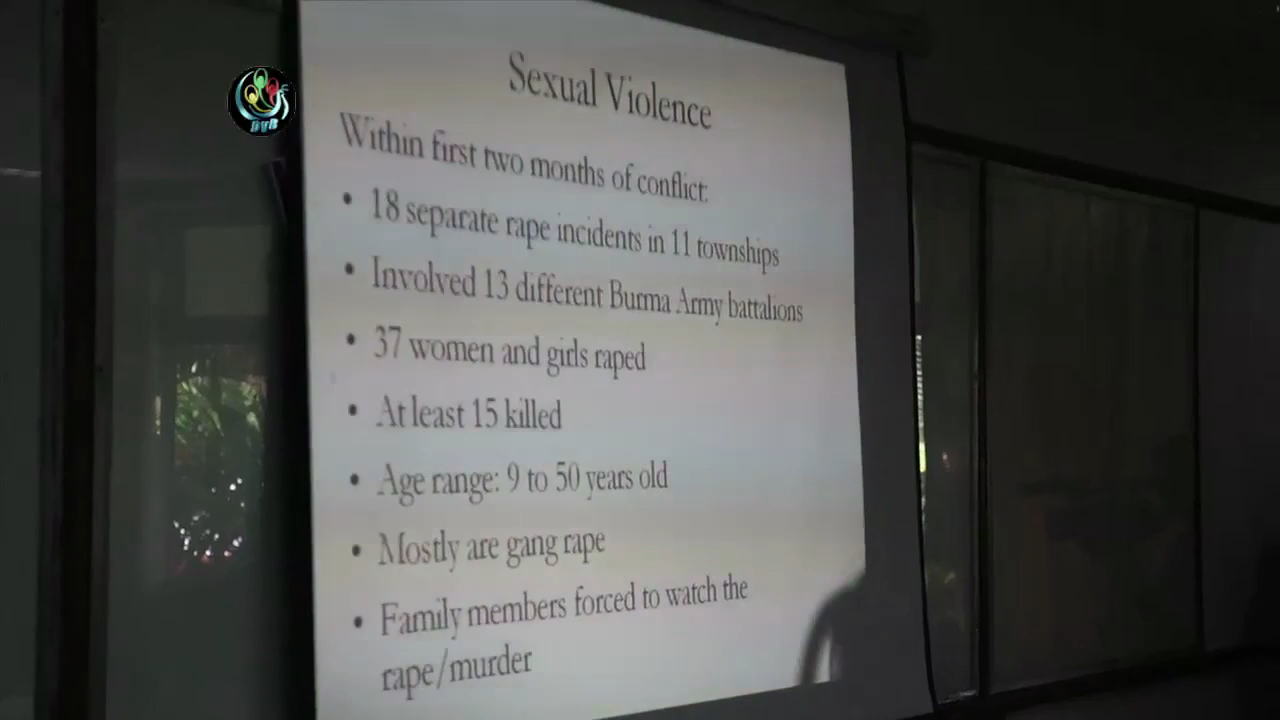 DVB
Sexual Violence
Within first two months of conflict:
• 18 separate rape incidents in 11 townships
• Involved 13 different Burma Army battalions
• 37 women and girls raped
• At least 15 killed
• Age range: 9 to 50 years old
• Mostly are gang rape
• Family members forced to watch the
rape/murder